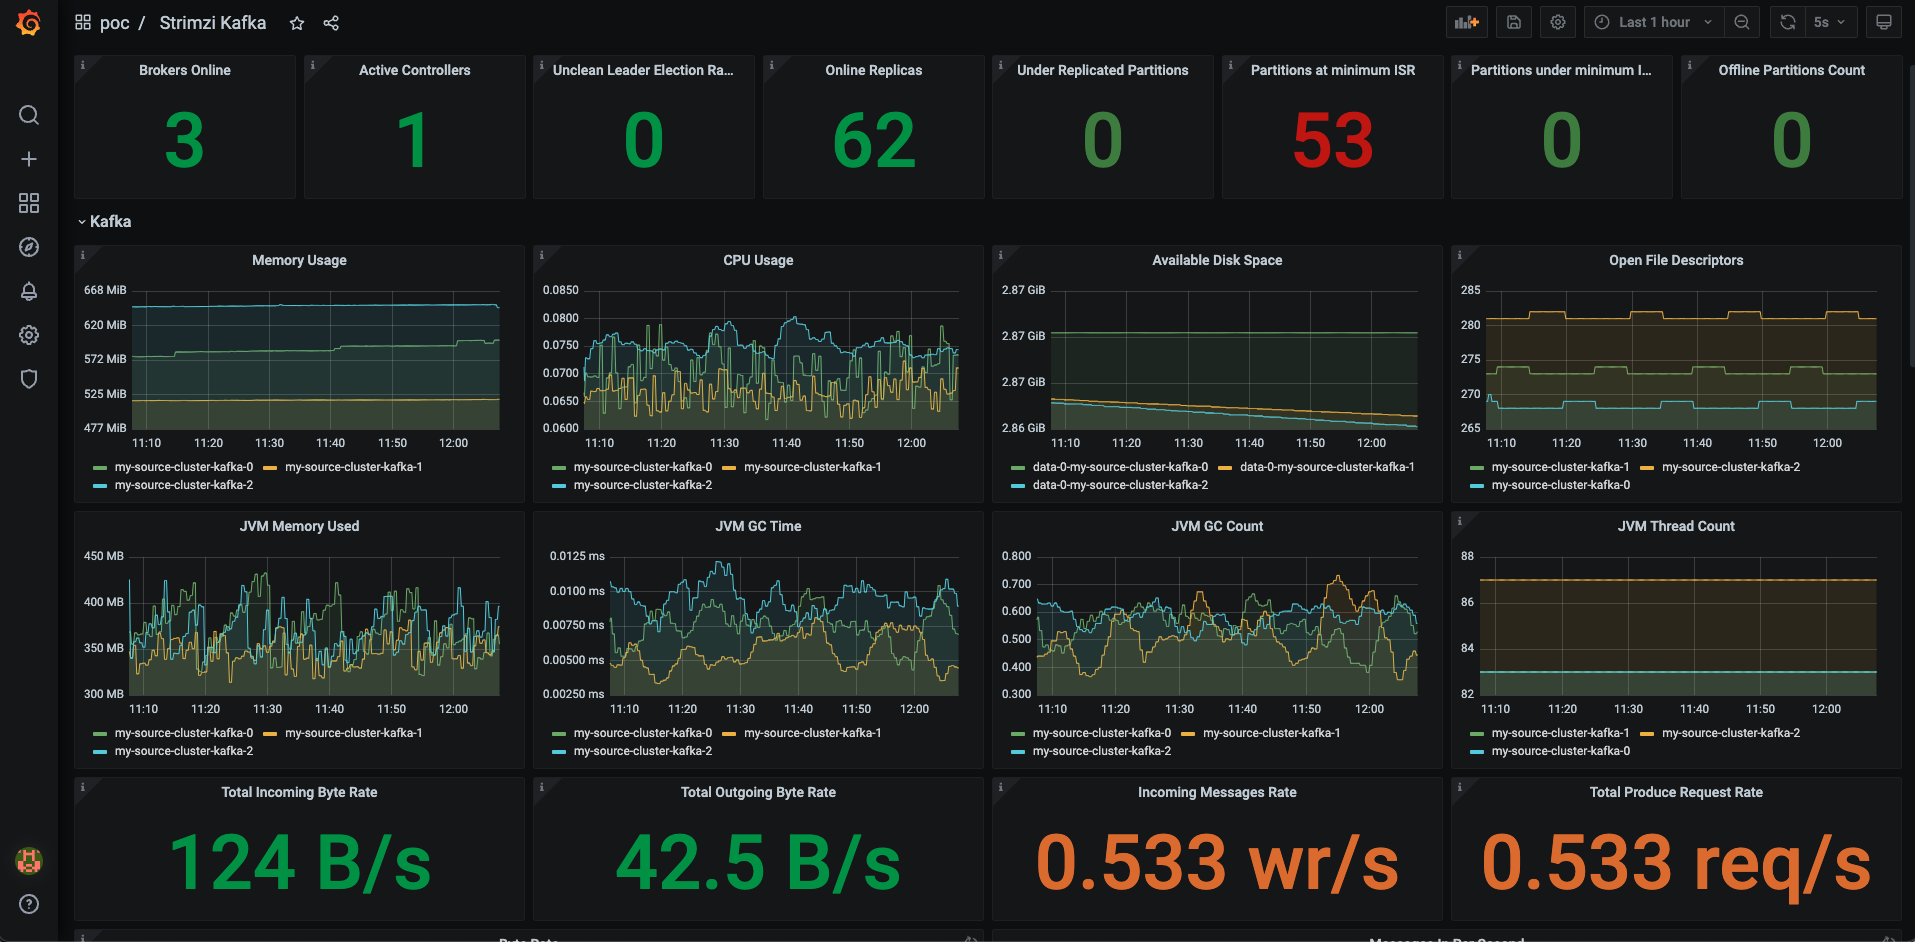 poc / Strimzi Kafka
Last 1 hour
5s
Brokers Online
3
Active Controllers
1
Unclean Leader Election Ra...
0
Online Replicas
62
Under Replicated Partitions
0
Partitions at minimum ISR
53
Partitions under minimum I...
0
Offline Partitions Count
0
Kafka
Memory Usage
668 MiB
620 MiB
572 MiB
525 MiB
477 MiB
11:10 11:20 11:30 11:40 11:50 12:00
my-source-cluster-kafka-0 my-source-cluster-kafka-1
my-source-cluster-kafka-2
CPU Usage
0.0850
0.0800
0.0750
0.0700
0.0650
0.0600
11:10 11:20 11:30 11:40 11:50 12:00
my-source-cluster-kafka-0 my-source-cluster-kafka-1
my-source-cluster-kafka-2
Available Disk Space
2.87 GiB
2.87 GiB
2.87 GiB
2.86 GiB
11:10 11:20 11:30 11:40 11:50 12:00
data-0-my-source-cluster-kafka-0 data-0-my-source-cluster-kafka-1
data-0-my-source-cluster-kafka-2
Open File Descriptors
285
280
275
270
265
11:10 11:20 11:30 11:40 11:50 12:00
my-source-cluster-kafka-1 my-source-cluster-kafka-2
my-source-cluster-kafka-0
JVM Memory Used
450 MB
400 MB
350 MB
300 MB
11:10 11:20 11:30 11:40 11:50 12:00
my-source-cluster-kafka-0 my-source-cluster-kafka-1
my-source-cluster-kafka-2
JVM GC Time
0.0125 ms
0.0100 ms
0.00750 ms
0.00500 ms
0.00250 ms
11:10 11:20 11:30 11:40 11:50 12:00
my-source-cluster-kafka-0 my-source-cluster-kafka-1
my-source-cluster-kafka-2
JVM GC Count
0.800
0.700
0.600
0.500
0.400
0.300
11:10 11:20 11:30 11:40 11:50 12:00
my-source-cluster-kafka-0 my-source-cluster-kafka-1
my-source-cluster-kafka-2
JVM Thread Count
88
86
84
82
11:10 11:20 11:30 11:40 11:50 12:00
my-source-cluster-kafka-1 my-source-cluster-kafka-2
my-source-cluster-kafka-0
Total Incoming Byte Rate
124 B/s
Total Outgoing Byte Rate
42.5 B/s
Incoming Messages Rate
0.533 wr/s
Total Produce Request Rate
0.533 req/s
Byte Rate
Messages In Per Second